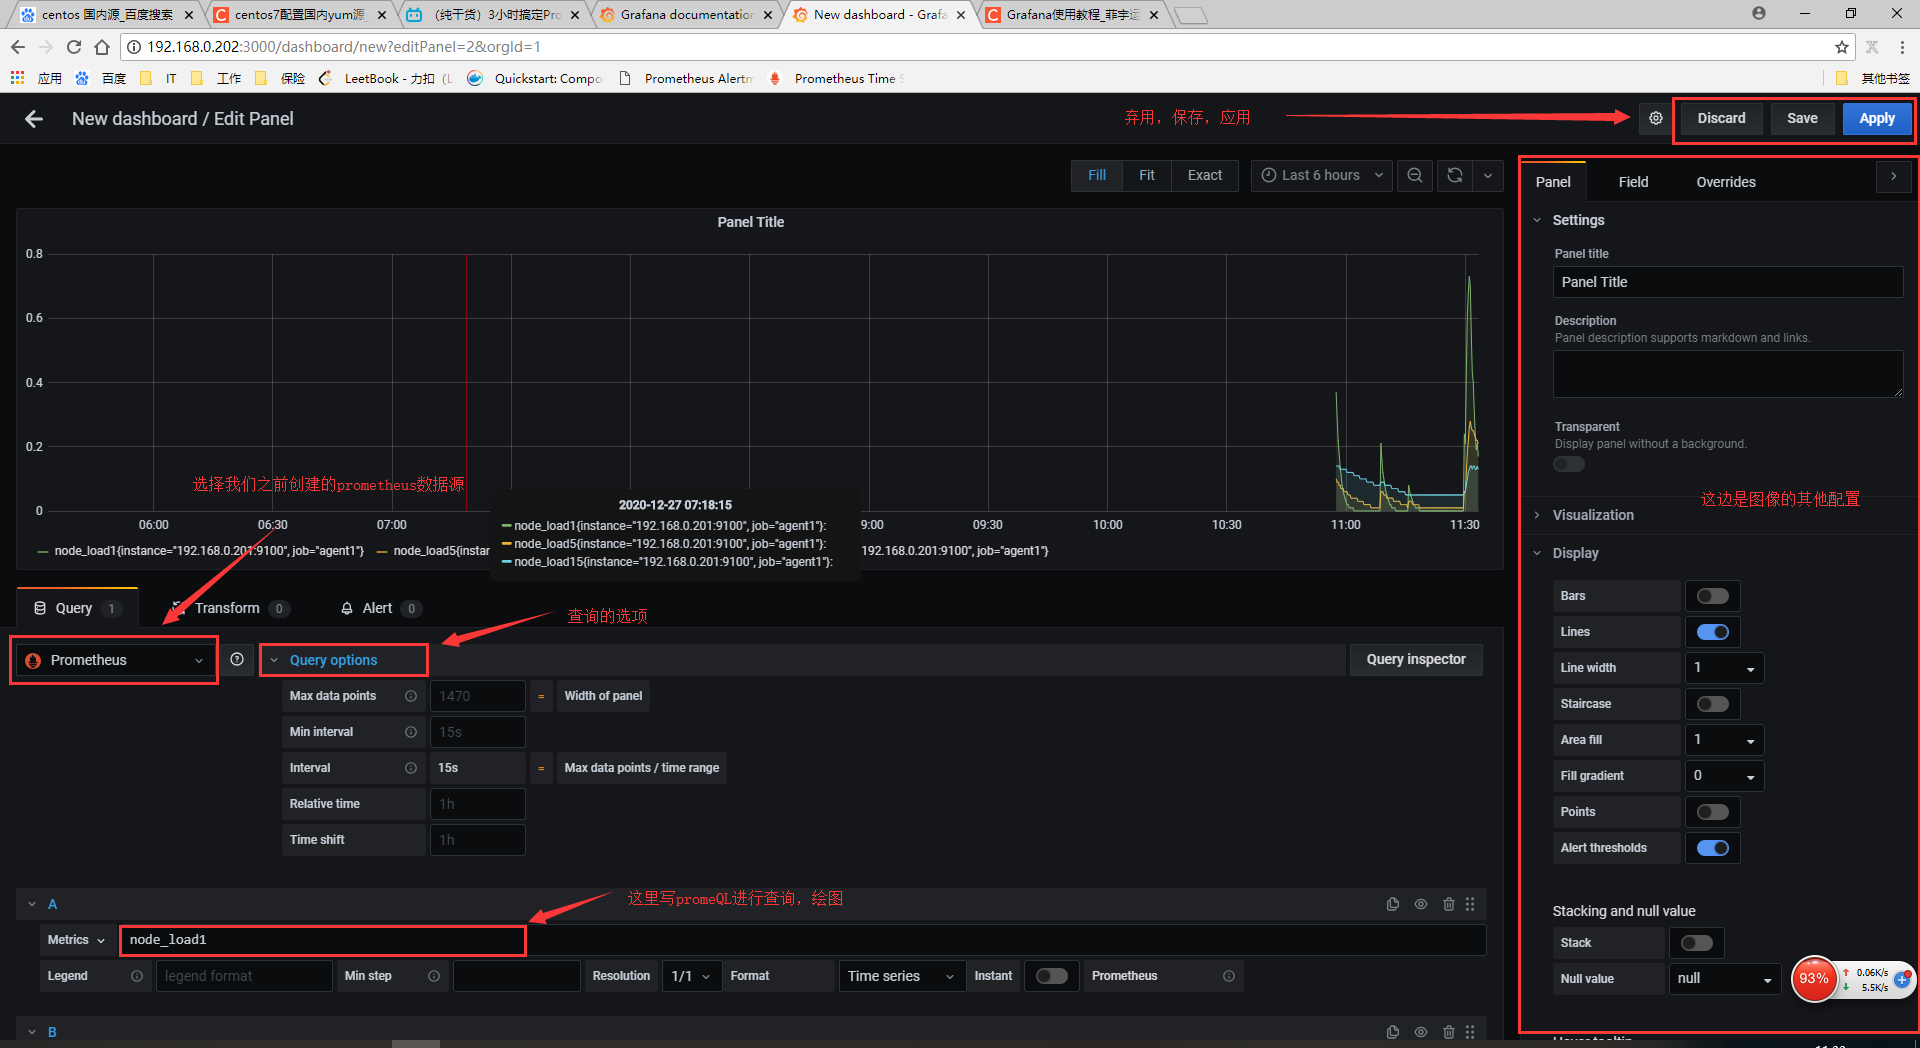 centos 国内源_百度搜索
centos7配置国内yum源_
（纯干货）3小时搞定Pro
Grafana documentation
New dashboard - Grafa
Grafana使用教程_菲宇运
192.168.0.202:3000/dashboard/new?editPanel=2&orgId=1
应用
百度
IT
工作
保险
LeetBook - 力扣（L
Quickstart: Compo
Prometheus Alertm
Prometheus Time S
其他书签
New dashboard / Edit Panel
弃用，保存，应用
Discard
Save
Apply
Fill
Fit
Exact
Last 6 hours
Panel
Field
Overrides
Panel Title
0.8
0.6
0.4
0.2
0
选择我们之前创建的prometheus数据源
06:00
06:30
07:00
9:00
09:30
10:00
10:30
11:00
11:30
2020-12-27 07:18:15
node_load1{instance="192.168.0.201:9100", job="agent1"}:
node_load5{instance="192.168.0.201:9100", job="agent1"}:
node_load15{instance="192.168.0.201:9100", job="agent1"}:
node_load1{instance="192.168.0.201:9100", job="agent1"}
node_load5{instar
192.168.0.201:9100", job="agent1"}
Settings
Panel title
Panel Title
Description
Panel description supports markdown and links.
Transparent
Display panel without a background.
这边是图像的其他配置
Visualization
Display
Bars
Lines
Line width
1
Staircase
Area fill
1
Fill gradient
0
Points
Alert thresholds
Stacking and null value
Stack
Null value
null
93%
0.06K/s
5.5K/s
Query 1
Transform 0
Alert 0
查询的选项
Prometheus
Query options
Query inspector
Max data points
1470
=
Width of panel
Min interval
15s
Interval
15s
=
Max data points / time range
Relative time
1h
Time shift
1h
A
这里写promeQL进行查询，绘图
Metrics
node_load1
Legend
legend format
Min step
Resolution
1/1
Format
Time series
Instant
Prometheus
B